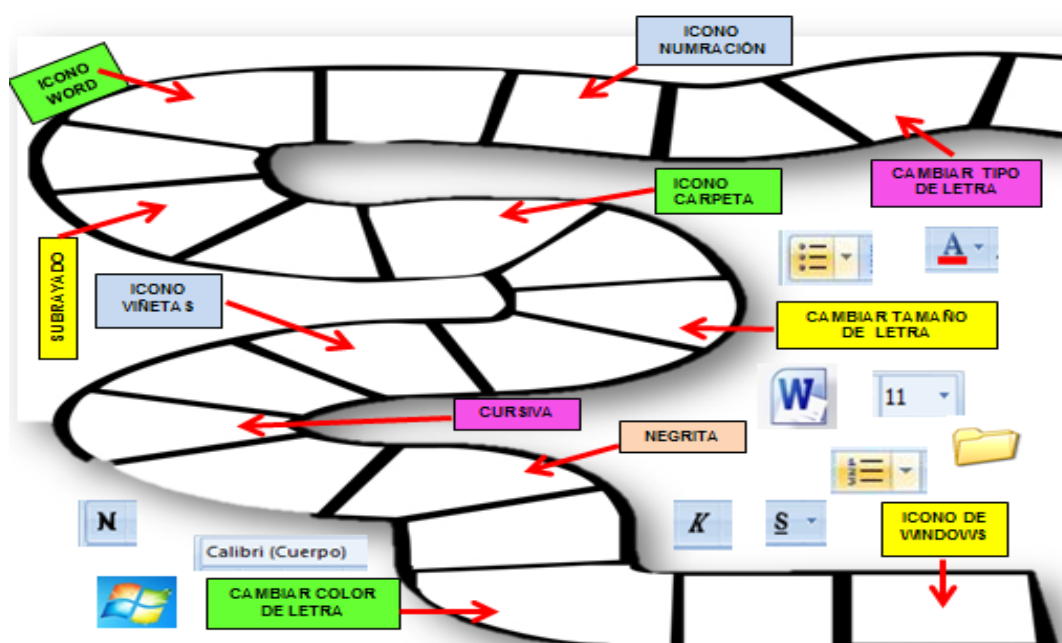 ICONO
NUMRACIÓN
ICONO
WORD
CAMBIAR TIPO
DE LETRA
ICONO
CARPETA
SUBRAYADO
A
ICONO
VIÑETAS
CAMBIAR TAMAÑO
DE LETRA
W
11
CURSIVA
NEGRITA
N
K
S
ICONO DE
WINDOWS
Calibri (Cuerpo)
CAMBIAR COLOR
DE LETRA